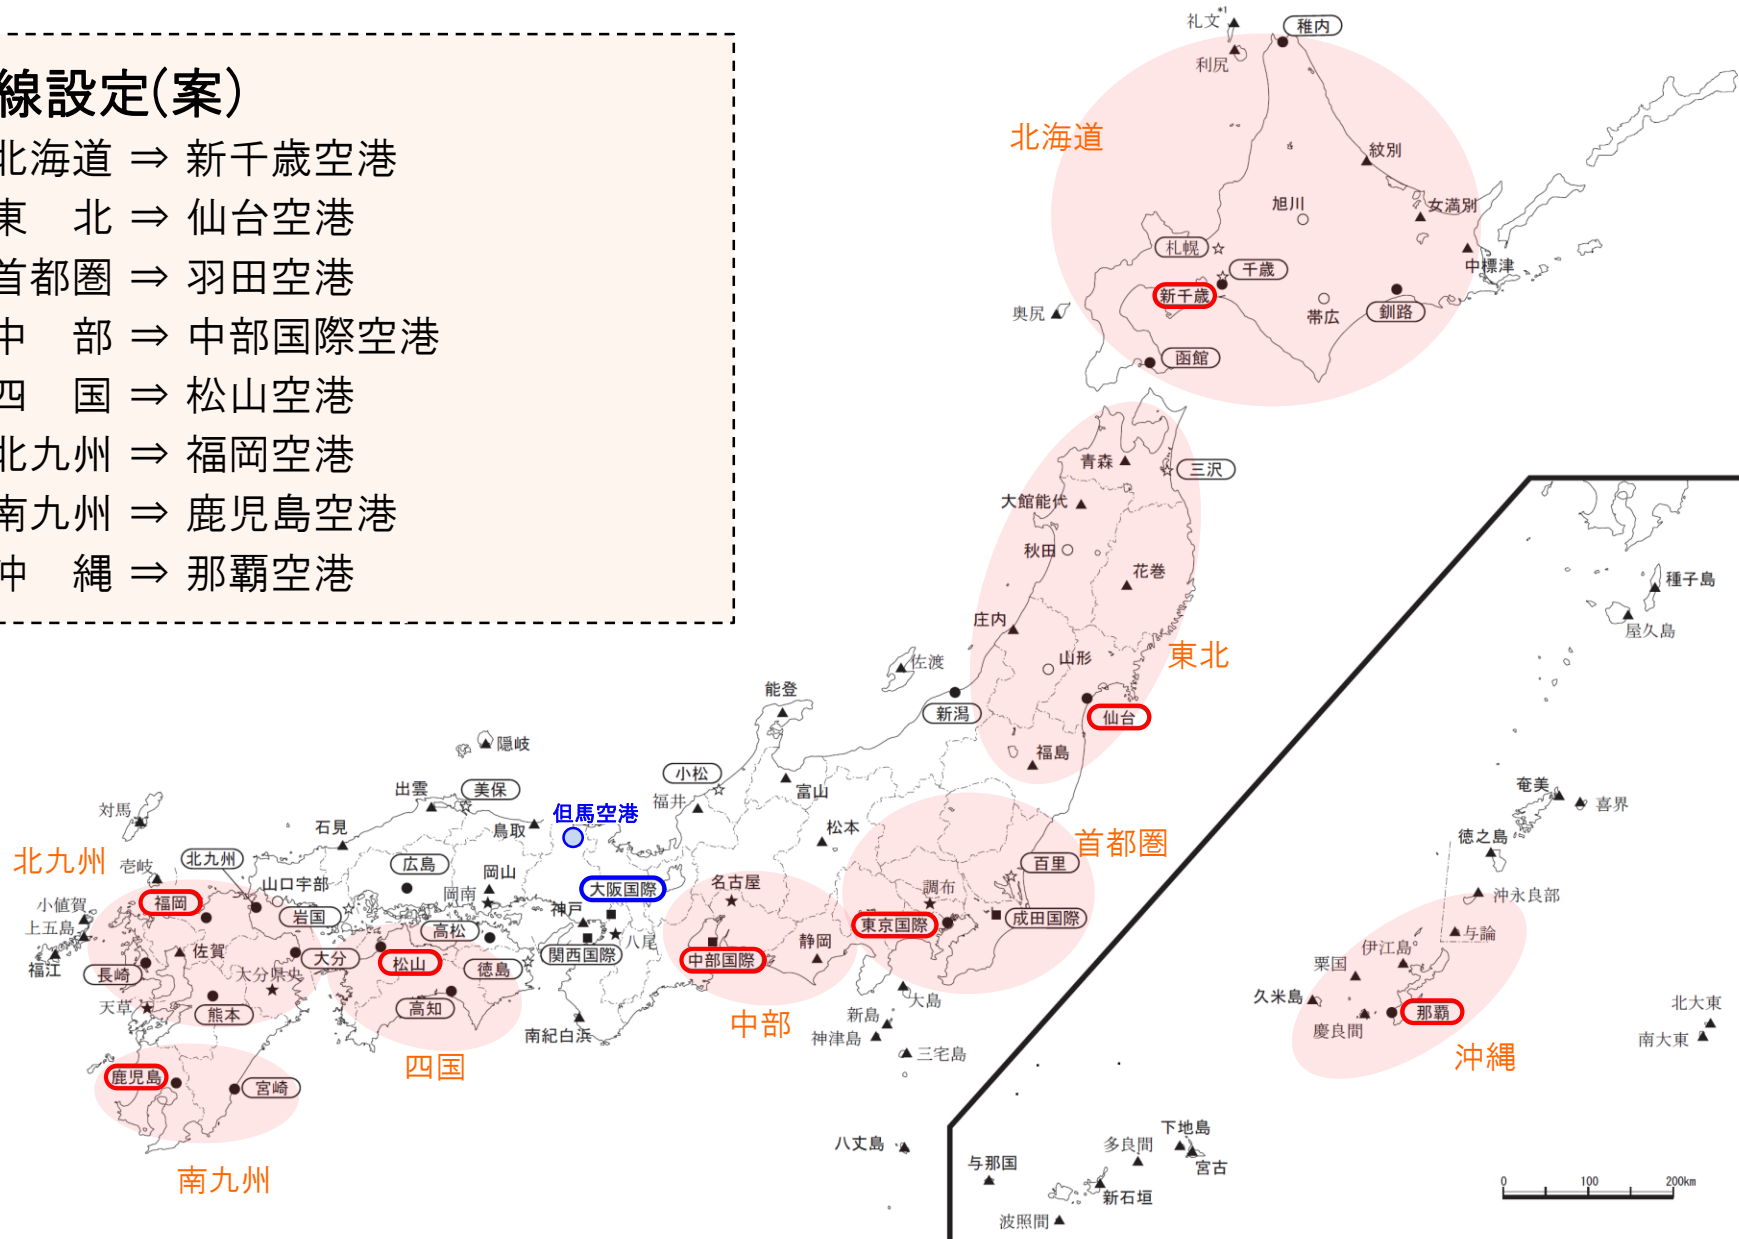 線設定(案)
北海道 ⇒ 新千歳空港
東　北 ⇒ 仙台空港
首都圏 ⇒ 羽田空港
中　部 ⇒ 中部国際空港
四　国 ⇒ 松山空港
北九州 ⇒ 福岡空港
南九州 ⇒ 鹿児島空港
沖　縄 ⇒ 那覇空港
礼文*1
稚内
利尻
北海道
紋別
旭川
女満別
札幌
千歳
中標津
新千歳
奥尻
帯広
釧路
函館
青森
三沢
大館能代
秋田
花巻
庄内
山形
東北
佐渡
仙台
新潟
福島
能登
隠岐
小松
福井
富山
出雲
美保
但馬空港
鳥取
石見
対馬
松本
首都圏
北九州
北九州
壱岐
広島
岡山
岡南
山口宇部
大阪国際
名古屋
百里
調布
福岡
小値賀
上五島
岩国
神戸
高松
八尾
東京国際
成田国際
静岡
佐賀
大分
松山
徳島
関西国際
中部国際
福江
長崎
大分県央
天草
熊本
高知
南紀白浜
大島
新島
神津島
三宅島
中部
四国
鹿児島
宮崎
南九州
八丈島
種子島
屋久島
奄美
喜界
徳之島
沖永良部
与論
伊江島
粟国
久米島
慶良間
那覇
北大東
南大東
沖縄
下地島
多良間
宮古
与那国
新石垣
波照間
0 100 200km